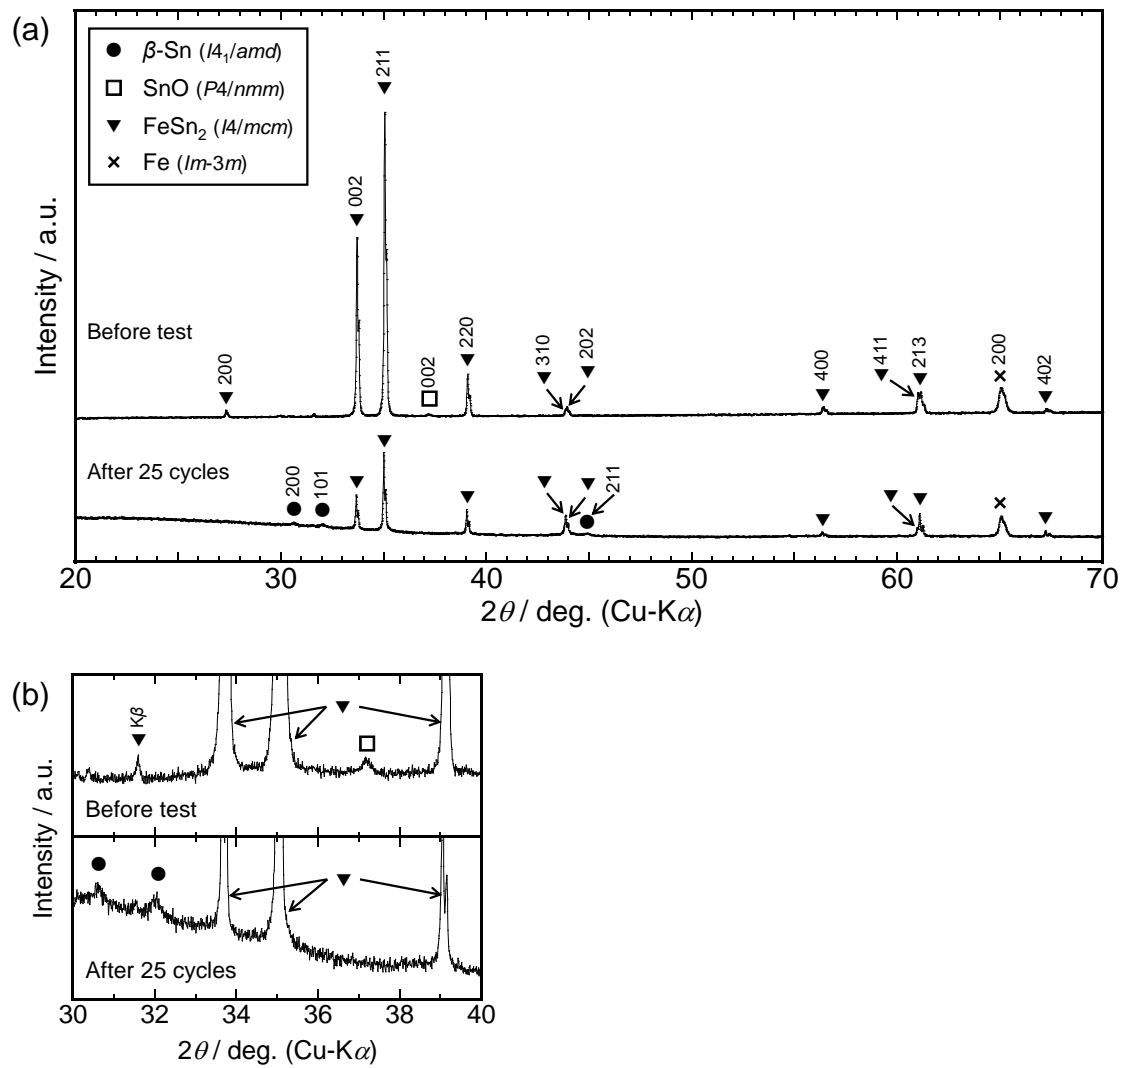 (a)
β-Sn (I4₁/amd)
SnO (P4/nmm)
FeSn₂ (I4/mcm)
Fe (Im-3m)
Intensity / a.u.
Before test
200
002
211
002
220
310
202
400
411
213
200
402
After 25 cycles
200
101
211
20 30 40 50 60 70
2θ / deg. (Cu-Kα)
(b)
Intensity / a.u.
Kβ
Before test
After 25 cycles
30 32 34 36 38 40
2θ / deg. (Cu-Kα)